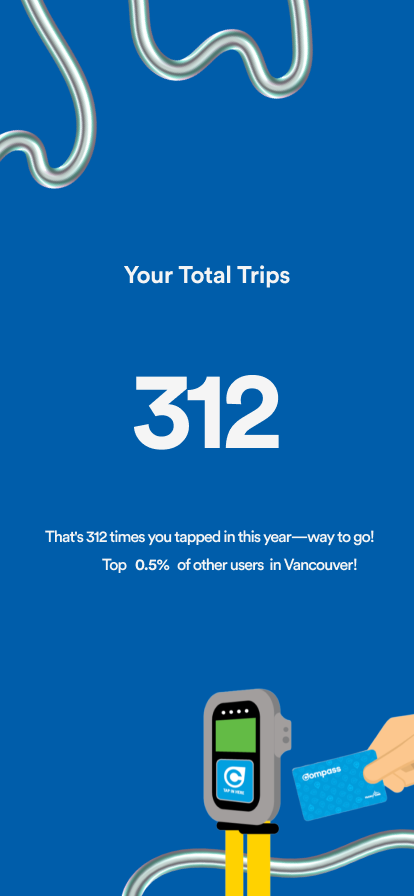 Your Total Trips
312
That's 312 times you tapped in this year—way to go!
Top 0.5% of other users in Vancouver!
TAP IN HERE
Compass